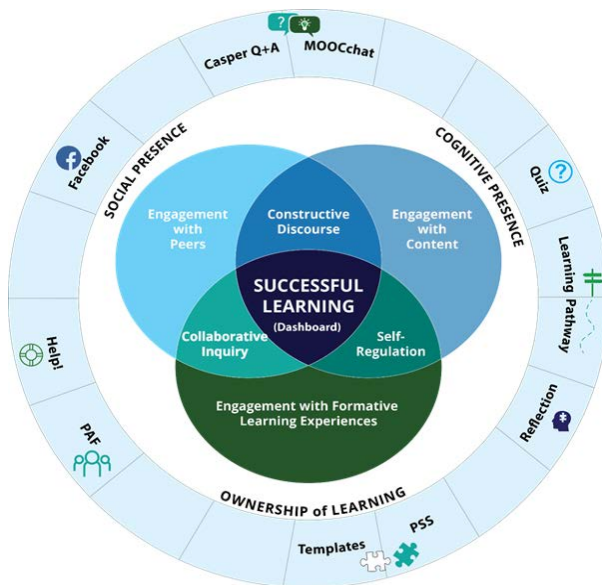 Casper Q+A
MOOCchat
?
Facebook
SOCIAL PRESENCE
COGNITIVE PRESENCE
Quiz
?
Engagement
with
Peers
Constructive
Discourse
Engagement
with
Content
Learning
Pathway
SUCCESSFUL
LEARNING
(Dashboard)
Collaborative
Inquiry
Self-
Regulation
Help!
Engagement with Formative
Learning Experiences
Reflection
PAF
OWNERSHIP of LEARNING
Templates
PSS